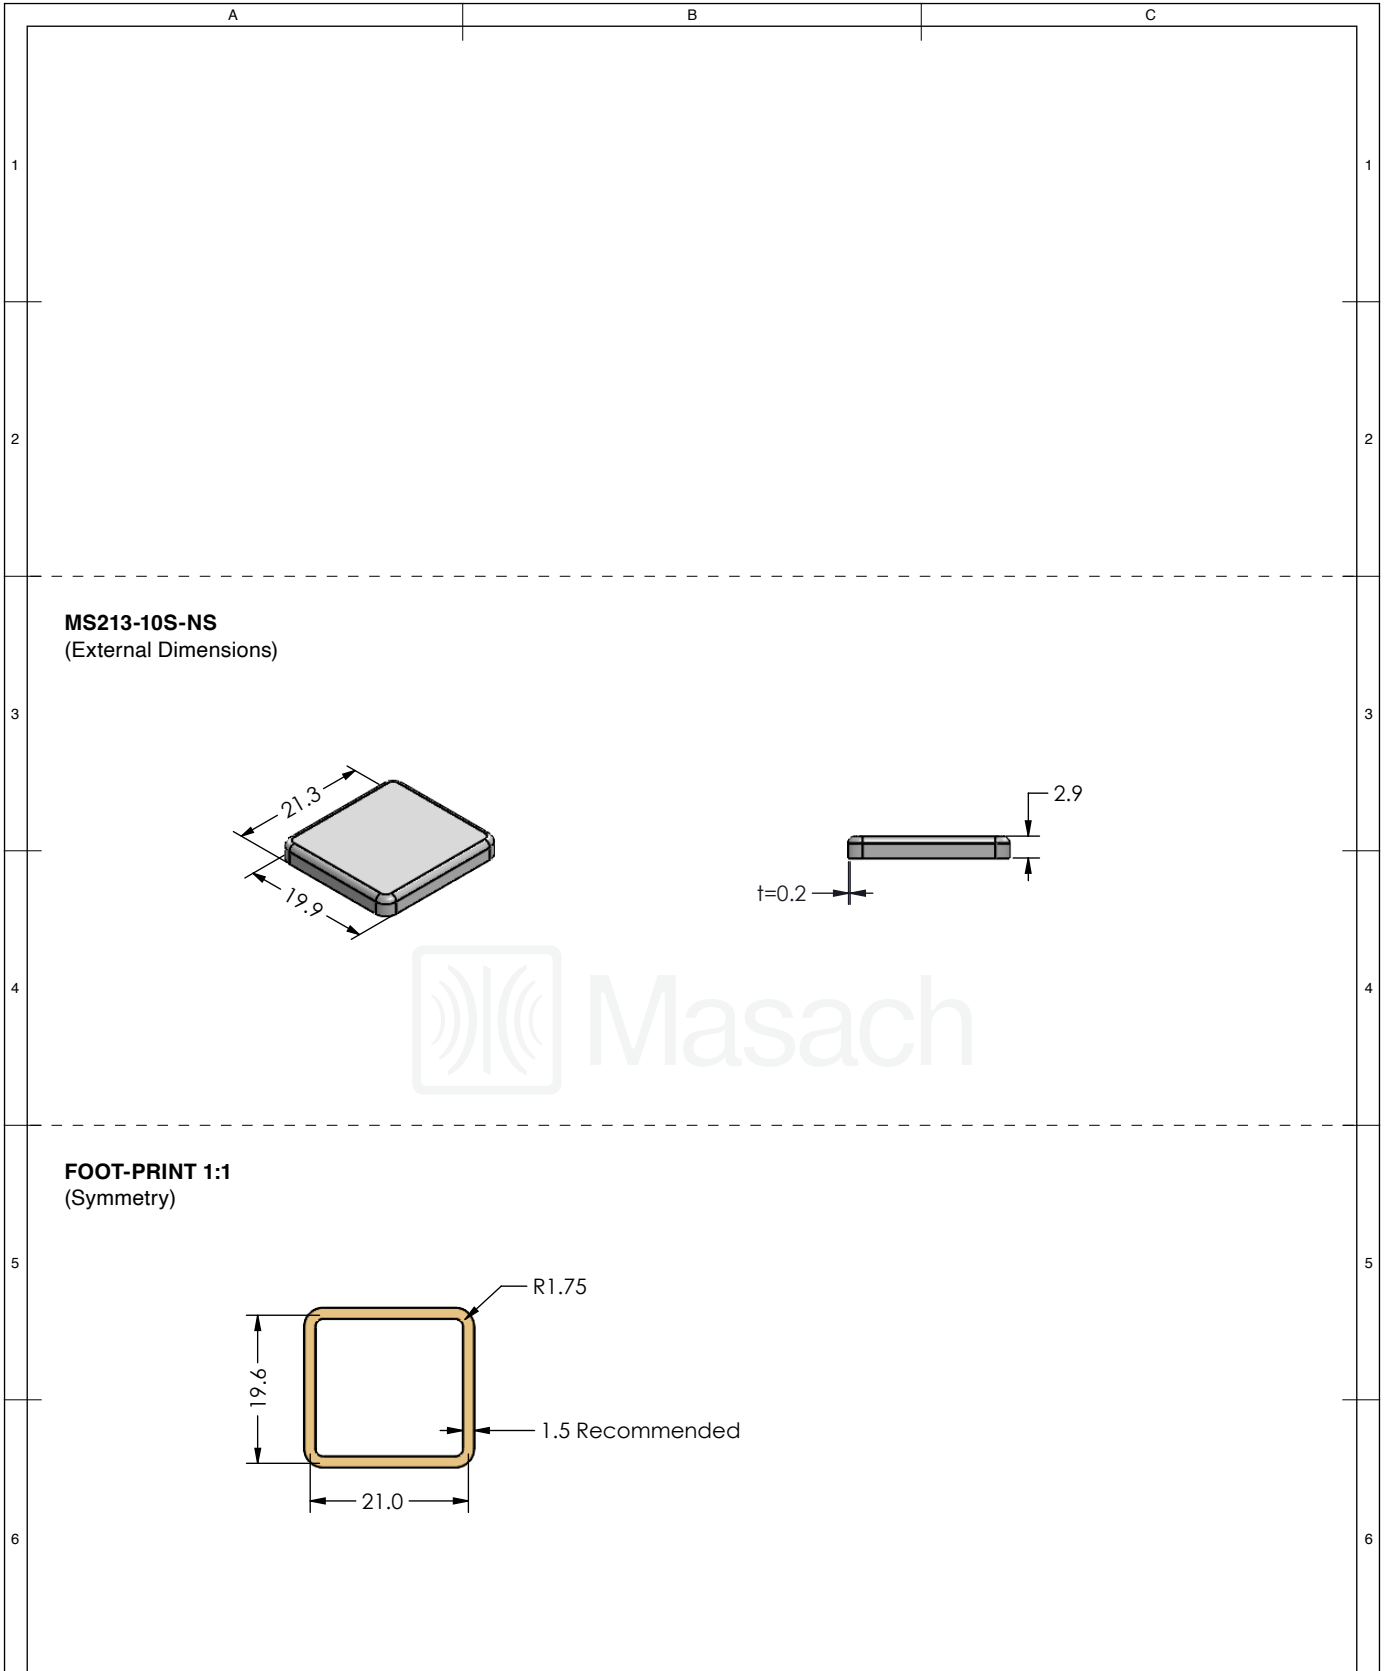 A B C
1 1
2 2
MS213-10S-NS
(External Dimensions)
3 3
21.3
2.9
t=0.2
19.9
4 4
Masach
FOOT-PRINT 1:1
(Symmetry)
5 5
R1.75
19.6
1.5 Recommended
21.0
6 6